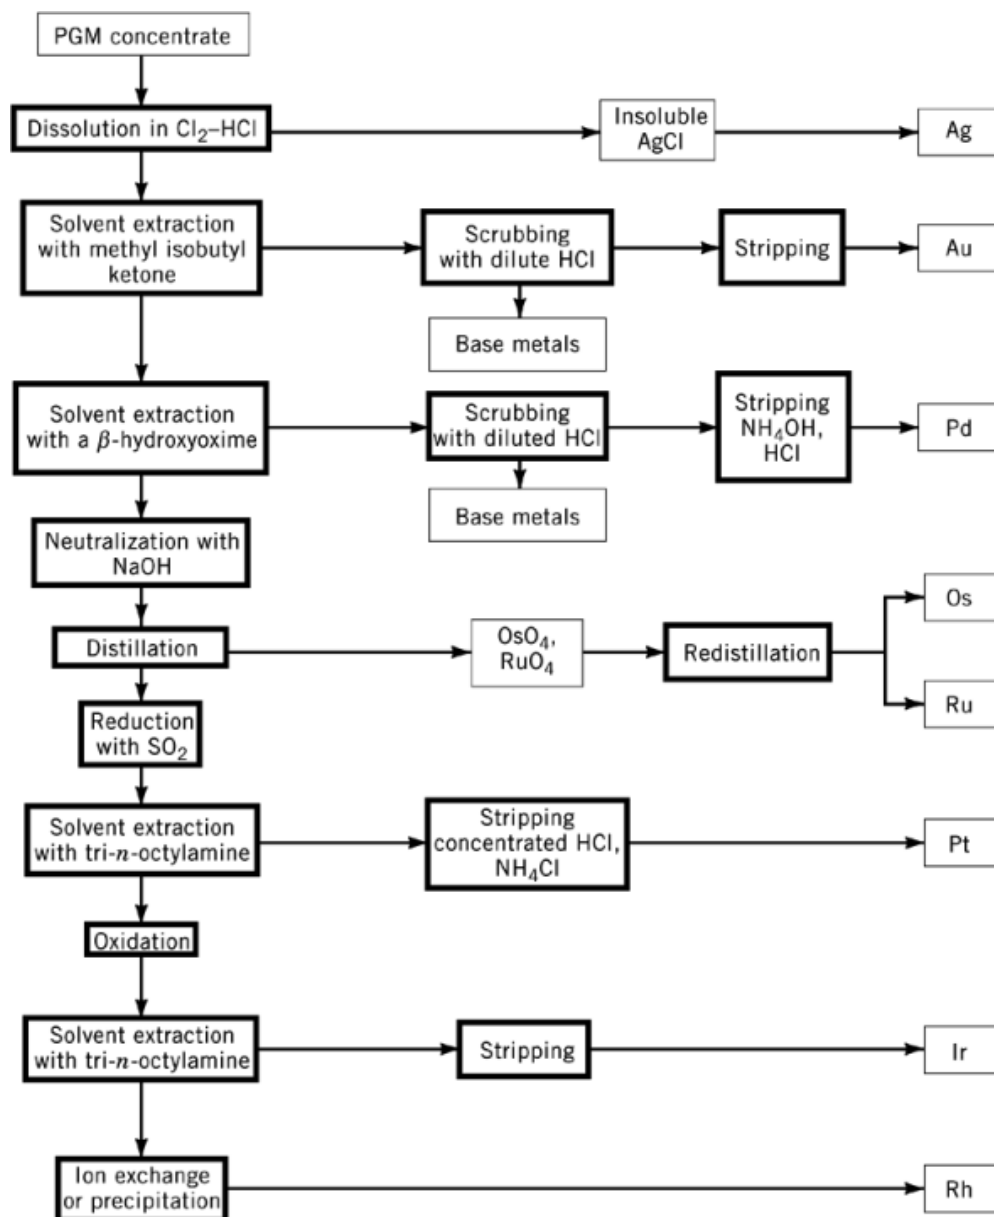 PGM concentrate
Dissolution in Cl₂–HCl
Insoluble
AgCl
Ag
Solvent extraction
with methyl isobutyl
ketone
Scrubbing
with dilute HCl
Stripping
Au
Base metals
Solvent extraction
with a β-hydroxyoxime
Scrubbing
with diluted HCl
Stripping
NH₄OH,
HCl
Pd
Base metals
Neutralization with
NaOH
Distillation
OsO₄,
RuO₄
Redistillation
Os
Ru
Reduction
with SO₂
Solvent extraction
with tri-n-octylamine
Stripping
concentrated HCl,
NH₄Cl
Pt
Oxidation
Solvent extraction
with tri-n-octylamine
Stripping
Ir
Ion exchange
or precipitation
Rh